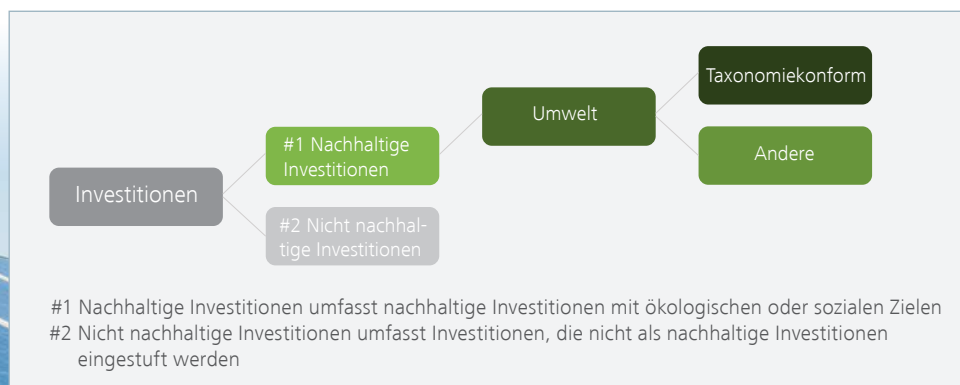 Taxonomiekonform
Umwelt
Andere
#1 Nachhaltige
Investitionen
Investitionen
#2 Nicht nachhal-
tige Investitionen
#1 Nachhaltige Investitionen umfasst nachhaltige Investitionen mit ökologischen oder sozialen Zielen
#2 Nicht nachhaltige Investitionen umfasst Investitionen, die nicht als nachhaltige Investitionen
eingestuft werden